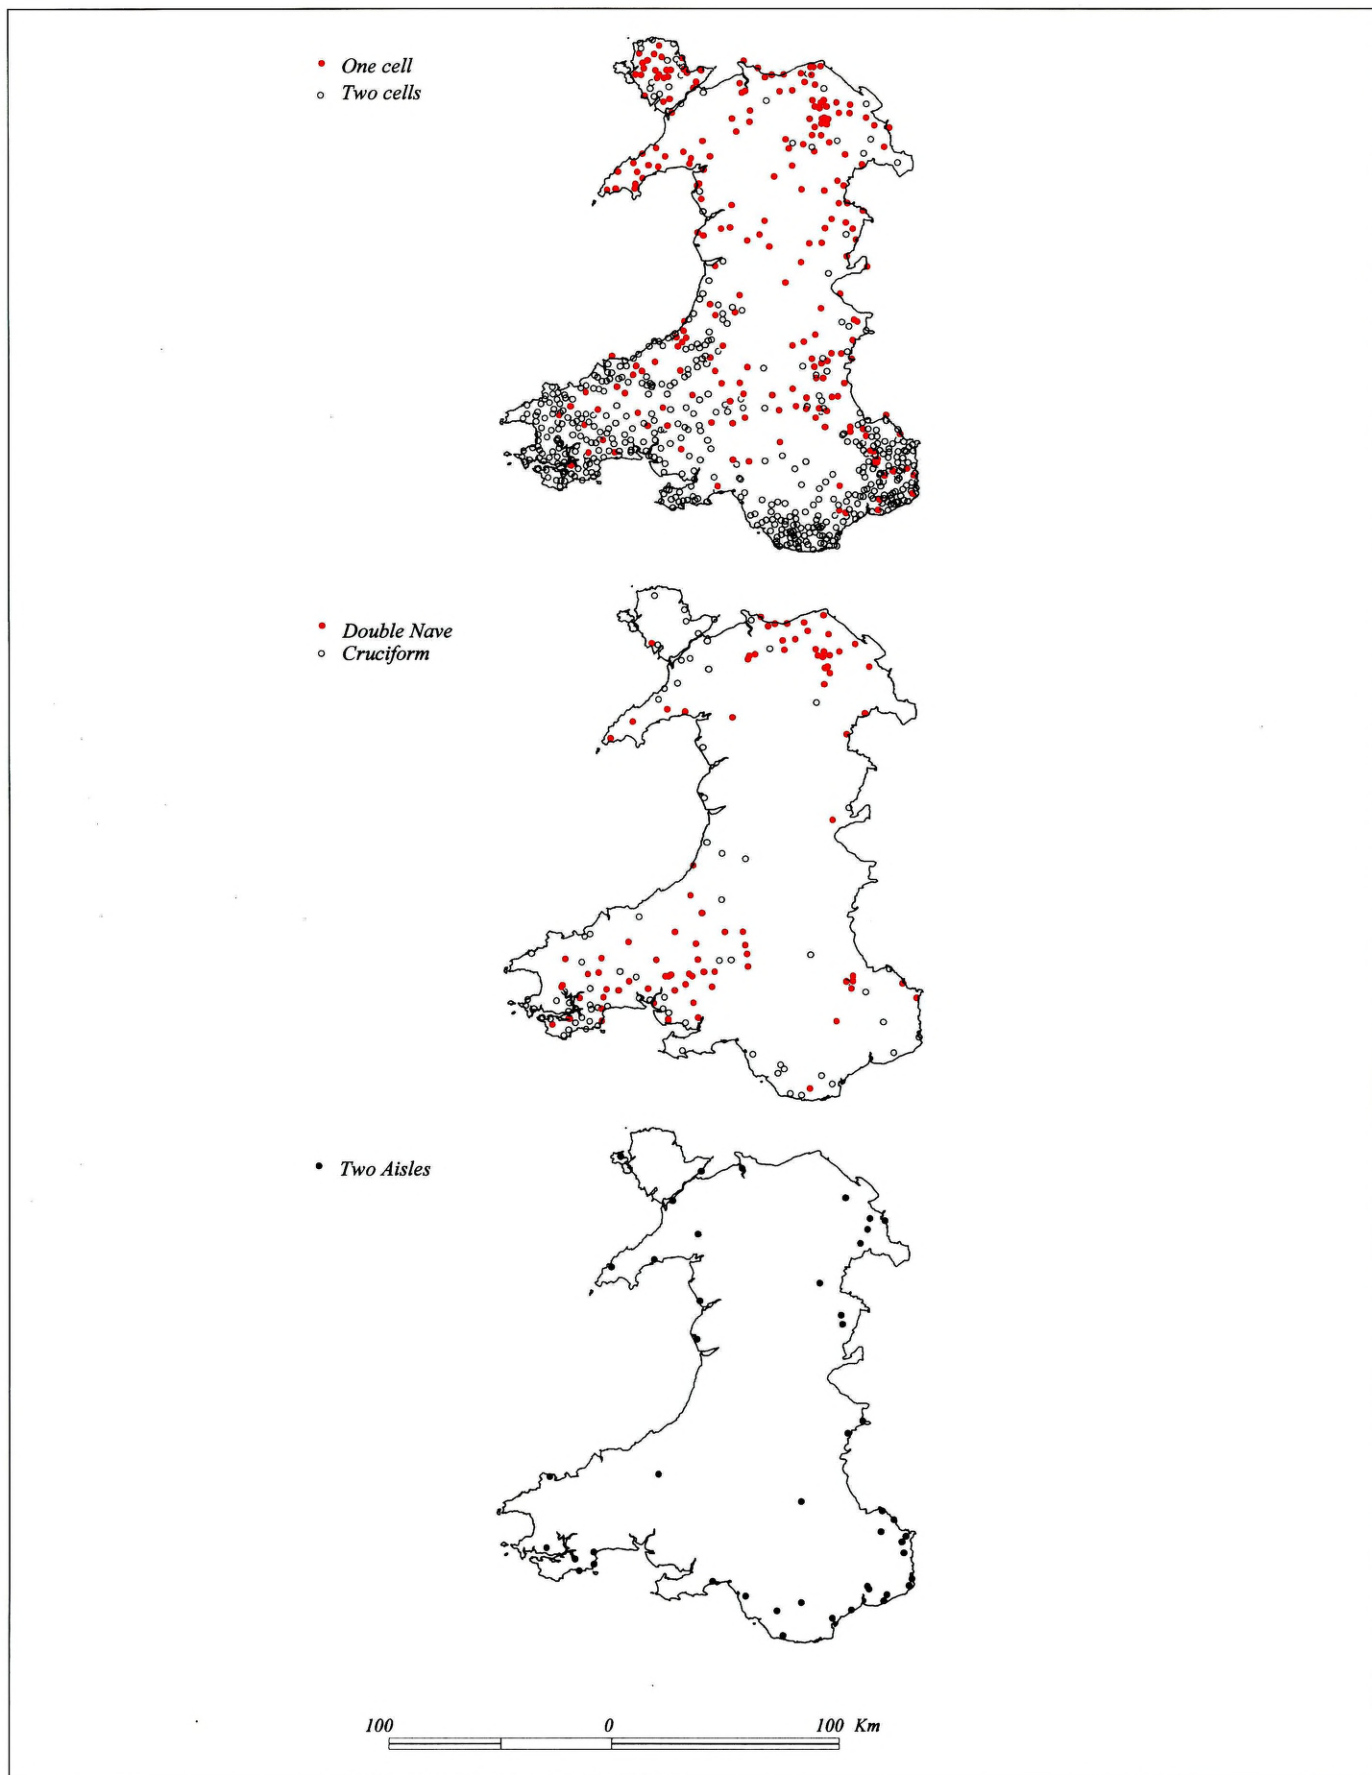 One cell
Two cells
Double Nave
Cruciform
Two Aisles
100 0 100 Km